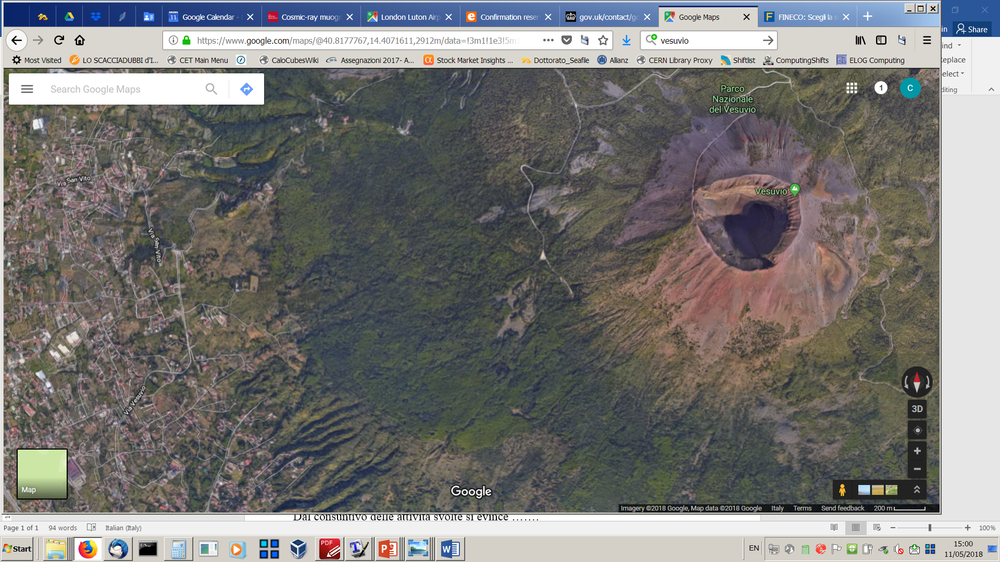 Google Calendar -
Cosmic-ray muogr
London Luton Airp
Confirmation reser
gov.uk/contact/go
Google Maps
FINECO: Scegli la s
https://www.google.com/maps/@40.8177767,14.4071611,2912m/data=!3m1!1e3!5m
vesuvio
in
Share
Most Visited
LO SCACCIADUBBI d'I...
CET Main Menu
CaloCubesWiki
Assegnazioni 2017- A...
Stock Market Insights ...
Dottorato_Seafile
Allianz
CERN Library Proxy
Shiftlist
ComputingShifts
ELOG Computing
ind
eplace
elect
diting
Search Google Maps
1
C
Parco
Nazionale
del Vesuvio
Vesuvio
Via San Vito
Via San Vito
Via Vesuvio
3D
Map
Google
Imagery ©2018 Google, Map data ©2018 Google Italy Terms Send feedback 200 m
Dal consuntivo delle attività svolte si evince .......
Page 1 of 1 94 words Italian (Italy)
100%
Start
PDF
EN
15:00
11/05/2018